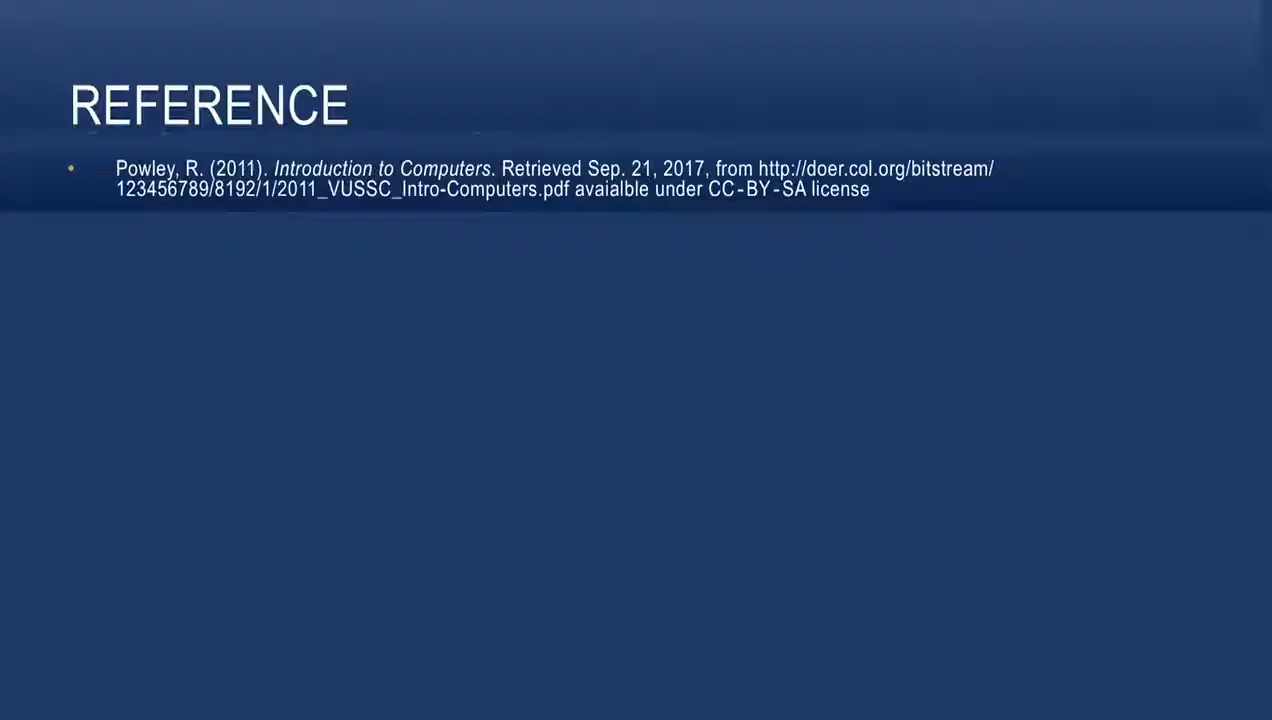 REFERENCE
• Powley, R. (2011). Introduction to Computers. Retrieved Sep. 21, 2017, from http://doer.col.org/bitstream/
123456789/8192/1/2011_VUSSC_Intro-Computers.pdf avaialble under CC-BY-SA license